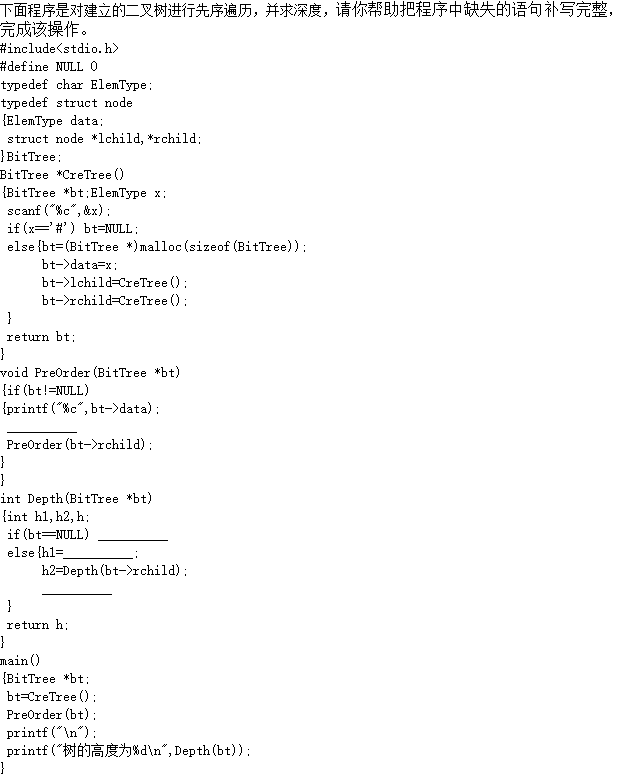 下面程序是对建立的二叉树进行先序遍历，并求深度，请你帮助把程序中缺失的语句补写完整，
完成该操作。
#include<stdio.h>
#define NULL 0
typedef char ElemType;
typedef struct node
{ElemType data;
 struct node *lchild,*rchild;
}BitTree;
BitTree *CreTree()
{BitTree *bt;ElemType x;
 scanf("%c",&x);
 if(x=='#') bt=NULL;
 else{bt=(BitTree *)malloc(sizeof(BitTree));
      bt->data=x;
      bt->lchild=CreTree();
      bt->rchild=CreTree();
 }
 return bt;
}
void PreOrder(BitTree *bt)
{if(bt!=NULL)
{printf("%c",bt->data);
 __________
 PreOrder(bt->rchild);
}
}
int Depth(BitTree *bt)
{int h1,h2,h;
 if(bt==NULL) __________
 else{h1=__________;
      h2=Depth(bt->rchild);
      __________
 }
 return h;
}
main()
{BitTree *bt;
 bt=CreTree();
 PreOrder(bt);
 printf("\n");
 printf("树的高度为%d\n",Depth(bt));
}